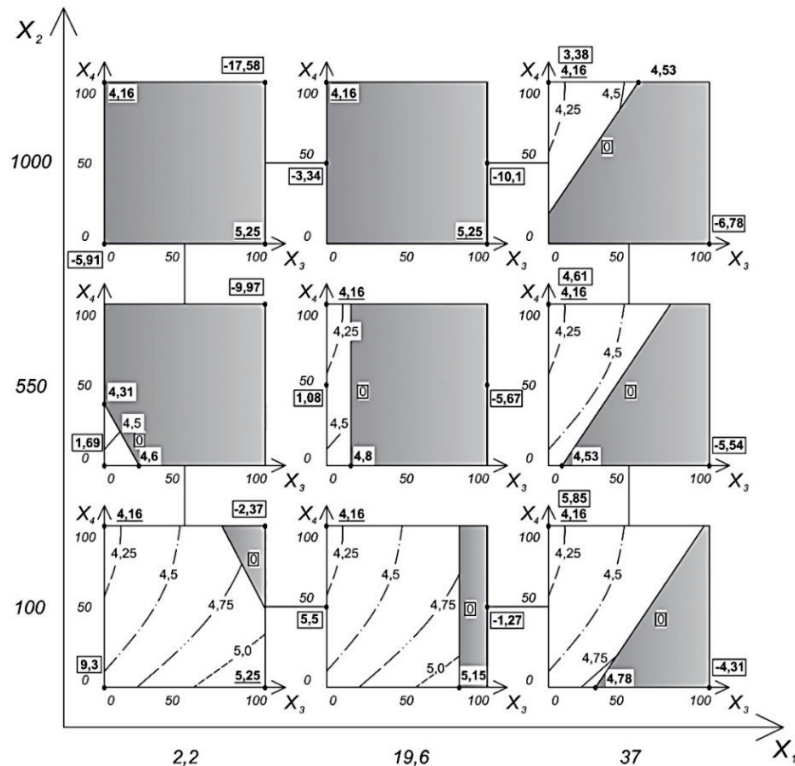 X₂
X₄ -17,58 X₄ X₄ 3,38
4,16 4,53
100 4,16 100 4,16 100 4,25 4,5
1000 50 50 -3,34 50 -10,1 0
0 5,25 0 5,25 0 -6,78
-5,91 0 50 100 X₃ 0 50 100 X₃ 0 50 100 X₃
X₄ -9,97 X₄ 4,16 X₄ 4,61
4,16
100 100 4,25 100 4,25
550 50 4,31 50 1,08 0 -5,67 50 4,5 0
1,69 4,5 0 4,5
0 4,6 0 4,8 0 4,53 -5,54
0 50 100 X₃ 0 50 100 X₃ 0 50 100 X₃
X₄ 4,16 -2,37 X₄ 4,16 X₄ 5,85
4,16
100 4,25 4,5 0 100 4,25 4,5 100 4,25 4,5
100 50 4,75 50 5,5 4,75 0 50 -1,27 0
9,3 5,0 5,0 4,75
0 5,25 0 5,15 0 4,78 -4,31
0 50 100 X₃ 0 50 100 X₃ 0 50 100 X₃
2,2 19,6 37 X₁